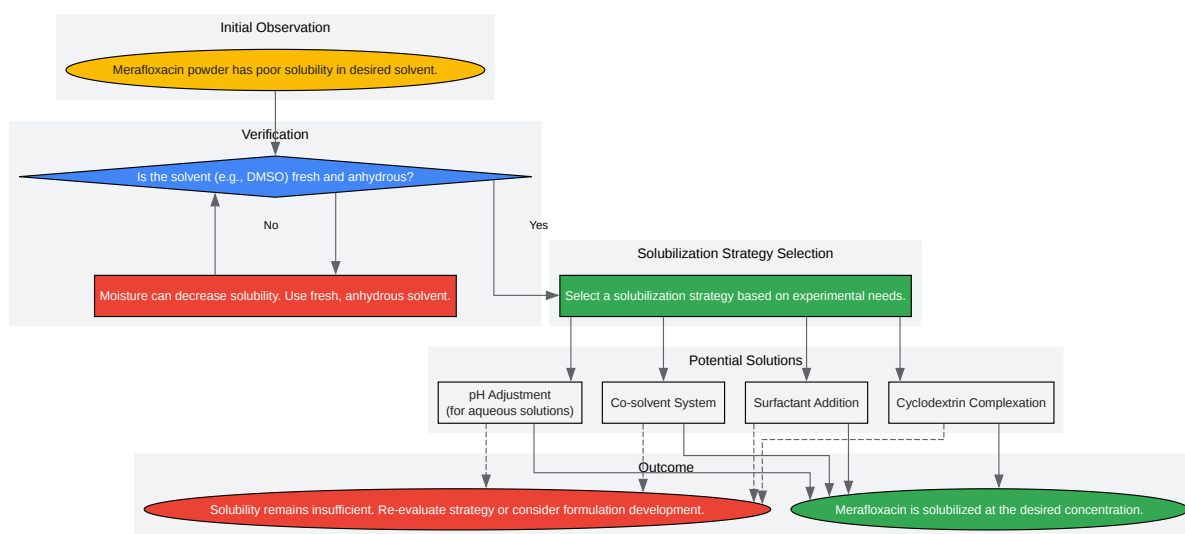 Initial Observation
Merafloxacin powder has poor solubility in desired solvent.
Verification
Is the solvent (e.g., DMSO) fresh and anhydrous?
No
Yes
Solubilization Strategy Selection
Moisture can decrease solubility. Use fresh, anhydrous solvent.
Select a solubilization strategy based on experimental needs.
Potential Solutions
pH Adjustment
(for aqueous solutions)
Co-solvent System
Surfactant Addition
Cyclodextrin Complexation
Outcome
Solubility remains insufficient. Re-evaluate strategy or consider formulation development.
Merafloxacin is solubilized at the desired concentration.